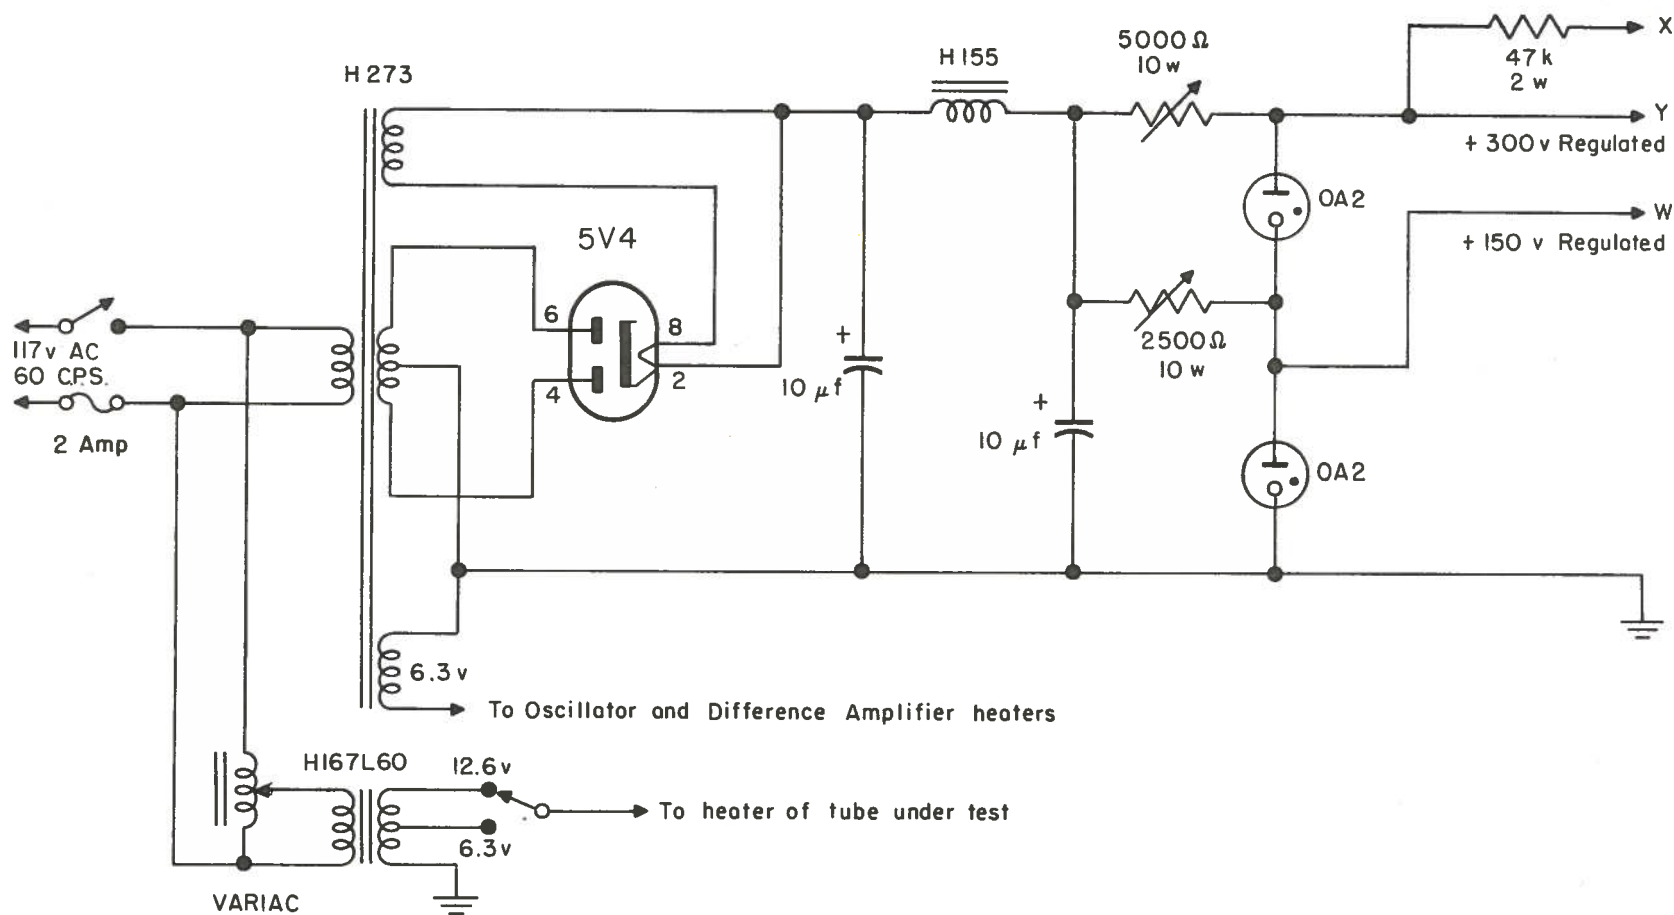 H 273
H 155
5000 Ω
10 w
47 k
2 w
X
Y
+ 300 v Regulated
OA2
W
+ 150 v Regulated
5V4
6
8
4
2
117v AC
60 C.P.S.
2 Amp
+
10 μf
2500 Ω
10 w
+
10 μf
OA2
6.3 v
To Oscillator and Difference Amplifier heaters
H167L60
12.6 v
To heater of tube under test
6.3 v
VARIAC